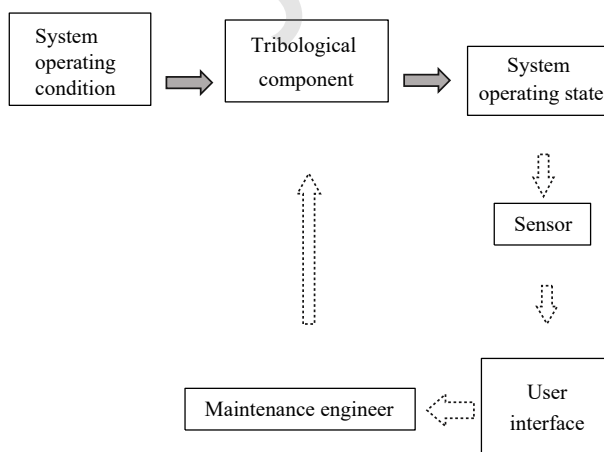 System
operating
condition
Tribological
component
System
operating state
Sensor
User
interface
Maintenance engineer